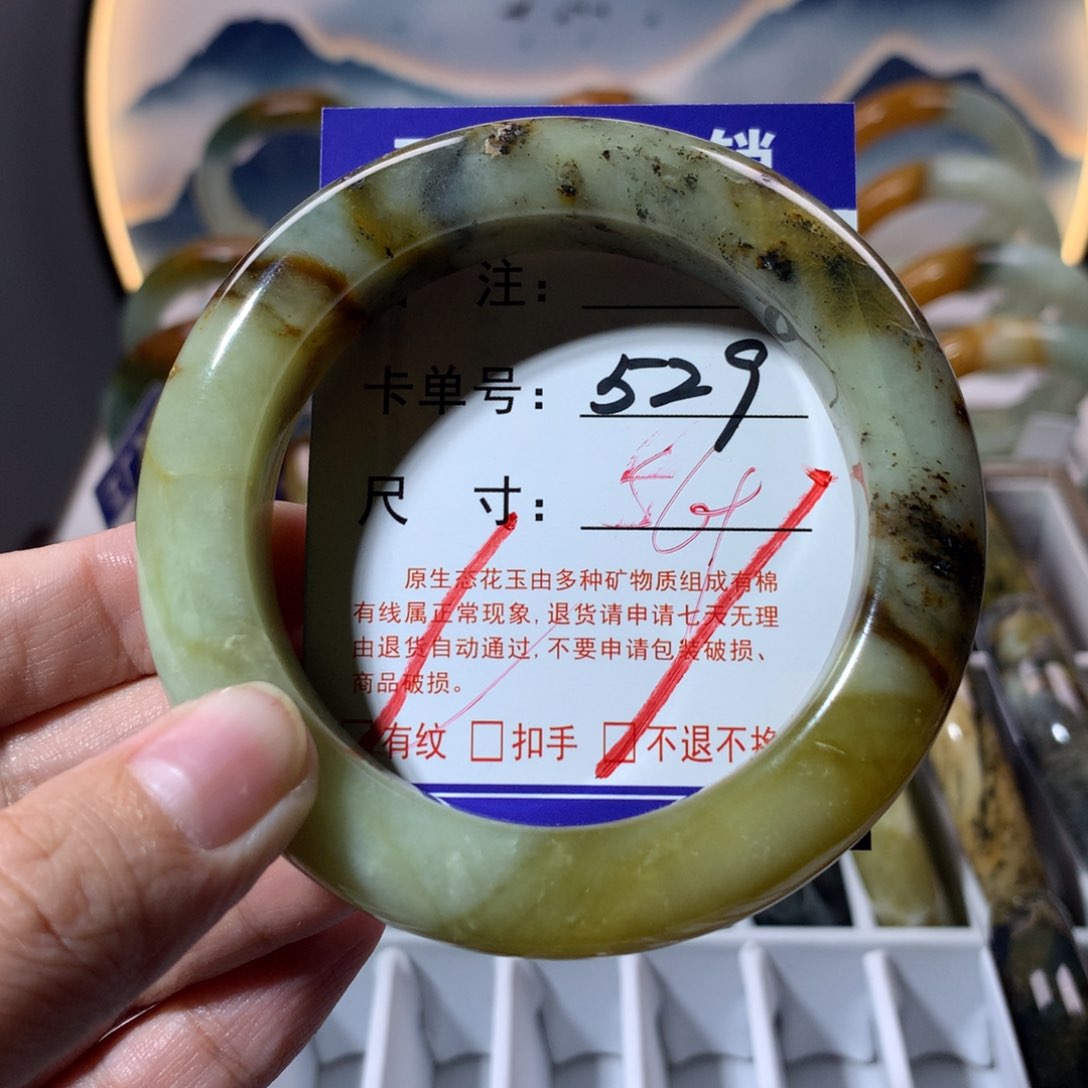 销
注：
卡单号：529
尺 寸：564
原生态花玉由多种矿物质组成有棉
有线属正常现象，退货请申请七天无理
由退货自动通过，不要申请包装破损、
商品破损。
有纹 扣手 不退不换